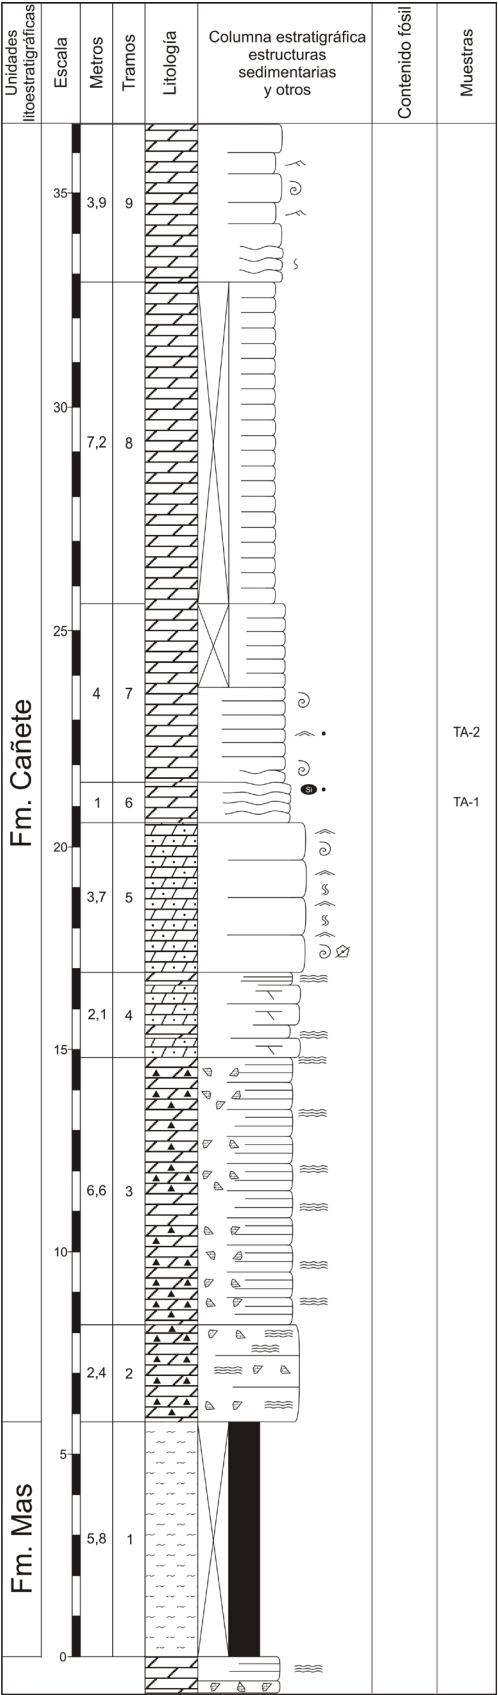 Unidades
litoestratigráficas
Escala
Metros
Tramos
Litología
Columna estratigráfica
estructuras
sedimentarias
y otros
Contenido fósil
Muestras
35
3,9
9
30
7,2
8
25
4
7
TA-2
Fm. Cañete
Si
1
6
TA-1
20
3,7
5
2,1
4
15
6,6
3
10
2,4
2
5
Fm. Mas
5,8
1
0